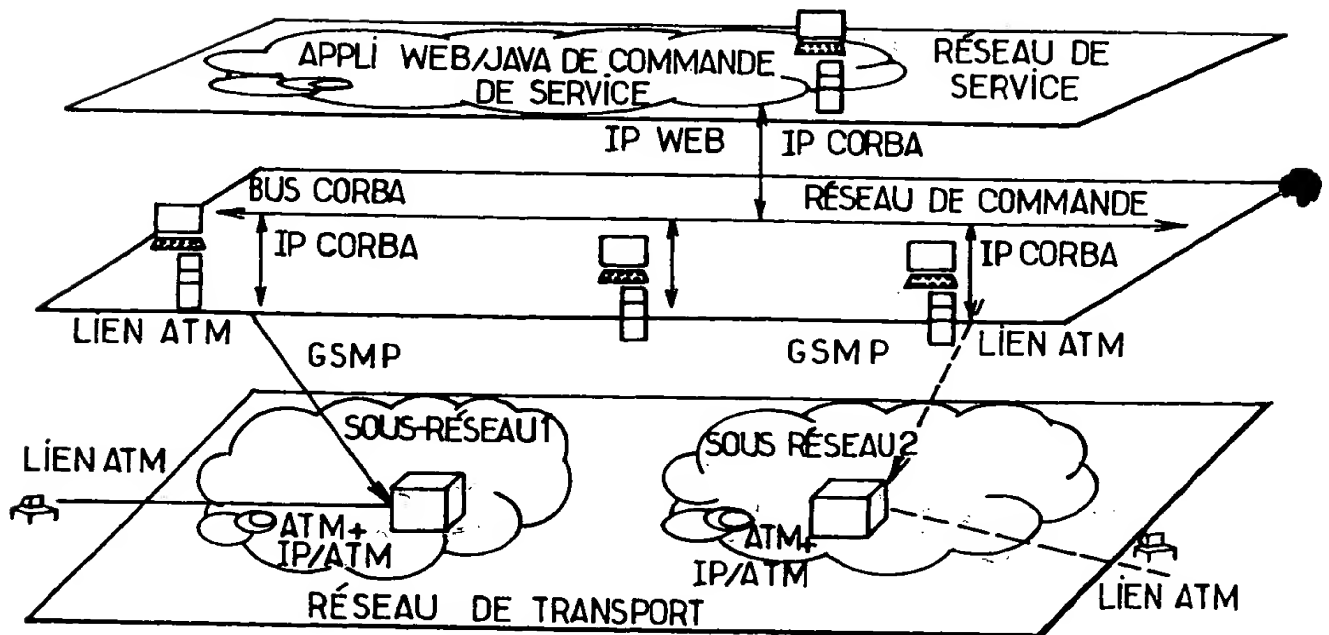 APPLI WEB/JAVA DE COMMANDE
DE SERVICE
RÉSEAU DE
SERVICE
IP WEB
IP CORBA
BUS CORBA
RÉSEAU DE COMMANDE
IP CORBA
IP CORBA
LIEN ATM
GSMP
GSMP
LIEN ATM
SOUS-RÉSEAU1
SOUS RÉSEAU2
LIEN ATM
ATM+
IP/ATM
ATM+
IP/ATM
LIEN ATM
RÉSEAU DE TRANSPORT